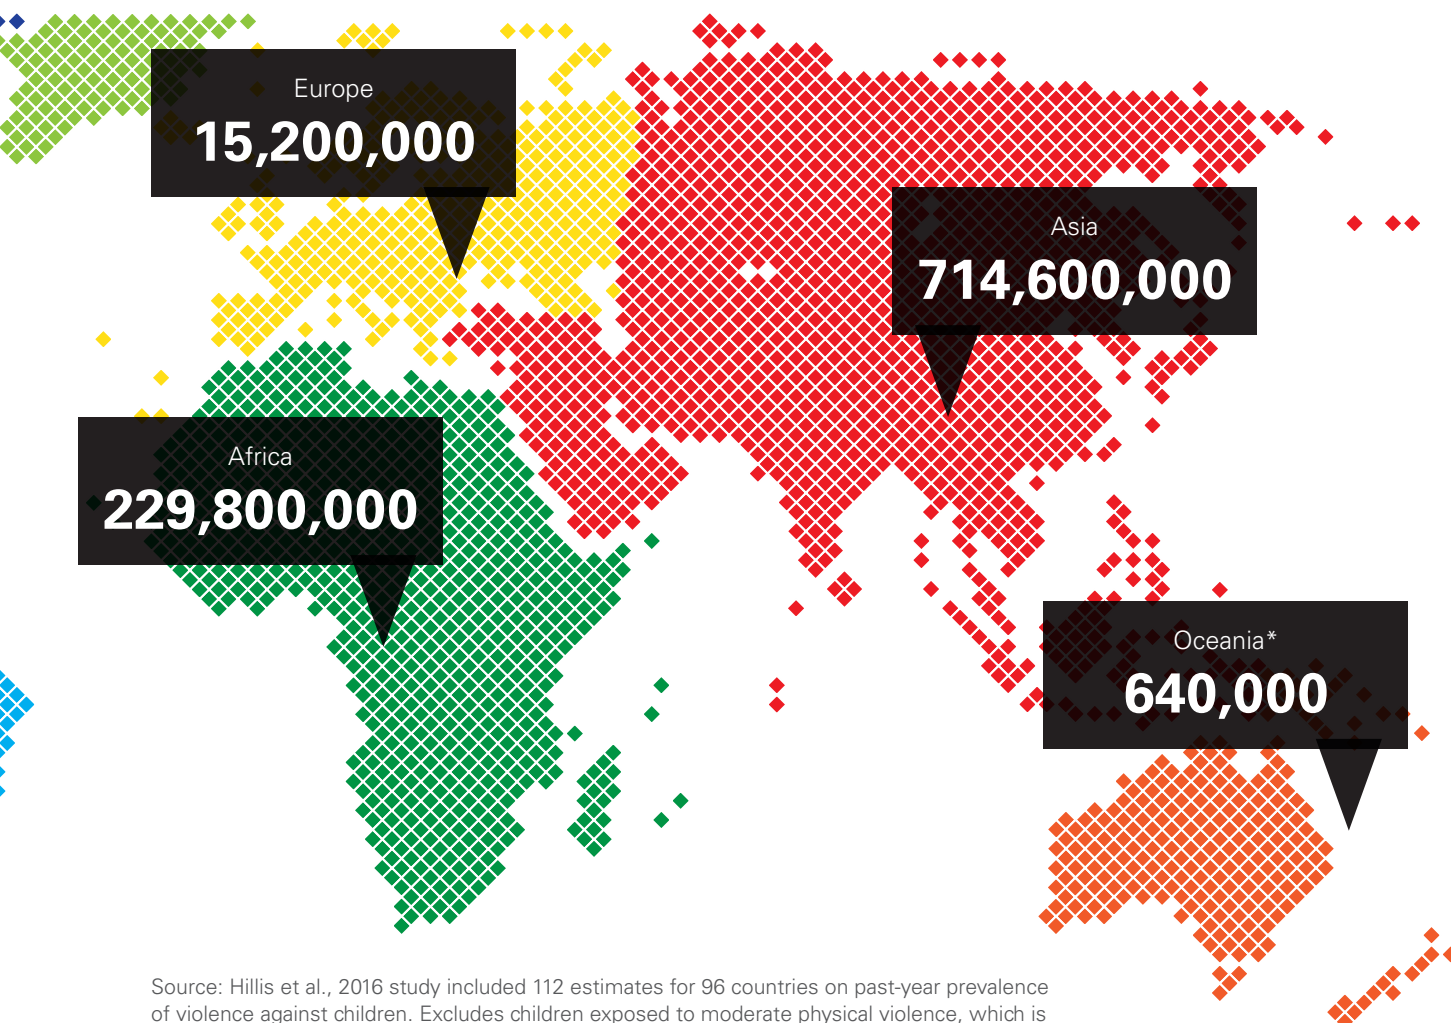 Europe
15,200,000
Asia
714,600,000
Africa
229,800,000
Oceania*
640,000
Source: Hillis et al., 2016 study included 112 estimates for 96 countries on past-year prevalence
of violence against children. Excludes children exposed to moderate physical violence, which is